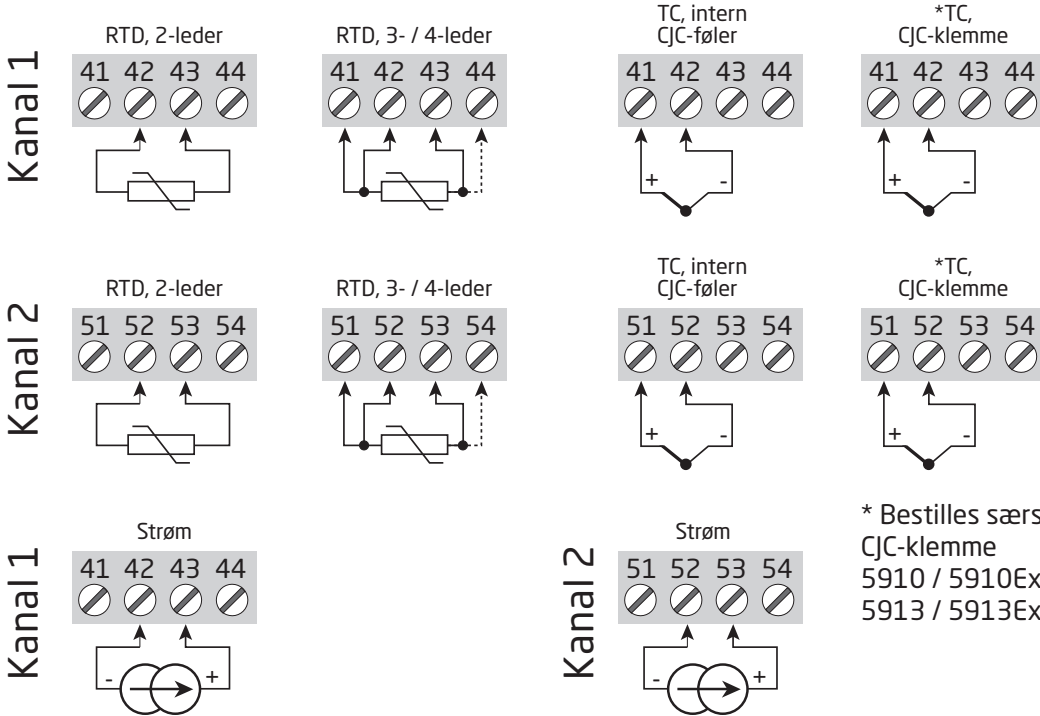 Kanal 1
RTD, 2-leder
41 42 43 44
RTD, 3- / 4-leder
41 42 43 44
TC, intern
CJC-føler
41 42 43 44
+ -
*TC,
CJC-klemme
41 42 43 44
+ -
Kanal 2
RTD, 2-leder
51 52 53 54
RTD, 3- / 4-leder
51 52 53 54
TC, intern
CJC-føler
51 52 53 54
+ -
*TC,
CJC-klemme
51 52 53 54
+ -
Kanal 1
Strøm
41 42 43 44
- +
Kanal 2
Strøm
51 52 53 54
- +
* Bestilles særs
CJC-klemme
5910 / 5910Ex
5913 / 5913Ex